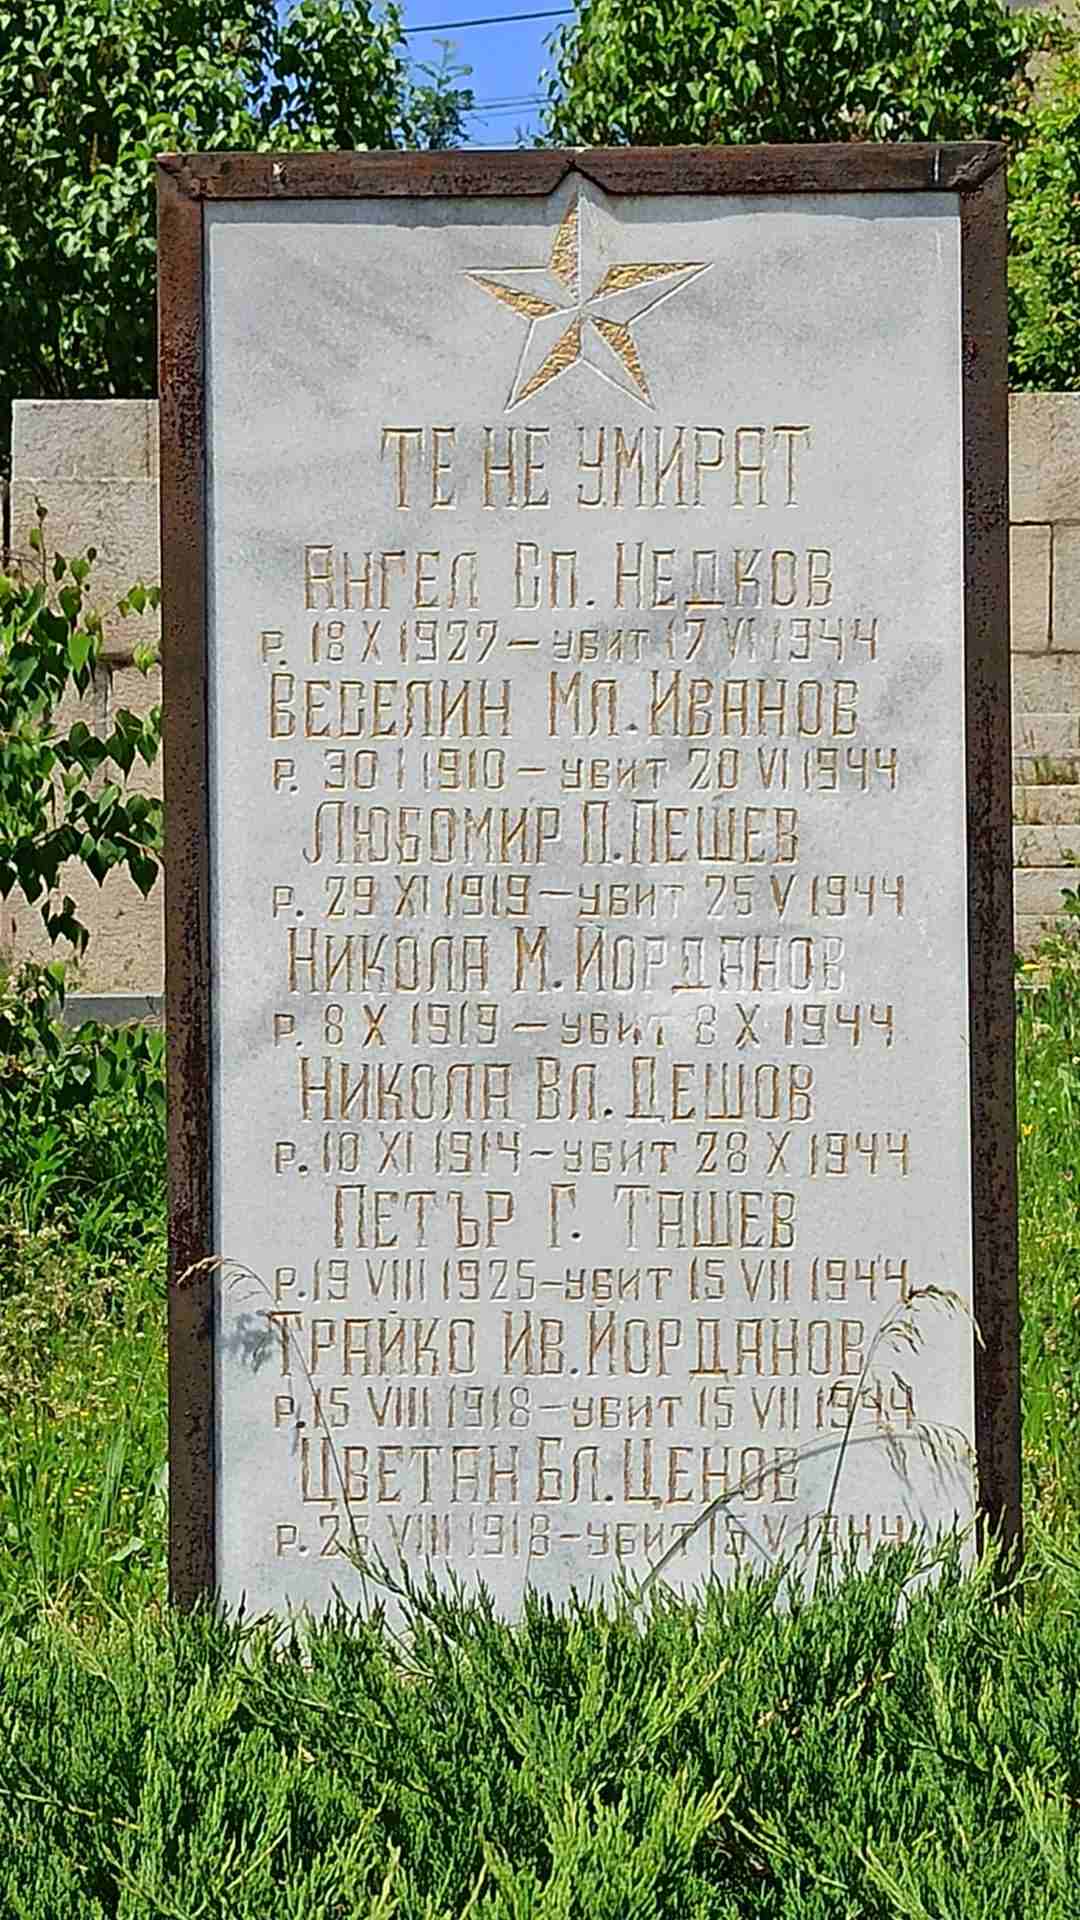 ТЕ НЕ УМИРАТ
АНГЕЛ СП. НЕДКОВ
Р. 18 X 1927 – УБИТ 17 VI 1944
ВЕСЕЛИН МЛ. ИВАНОВ
Р. 30 I 1910 – УБИТ 20 VI 1944
ЛЮБОМИР П. ПЕШЕВ
Р. 29 XI 1919 – УБИТ 25 V 1944
НИКОЛА М. ЙОРДАНОВ
Р. 8 X 1919 – УБИТ 8 X 1944
НИКОЛА ВЛ. ДЕШОВ
Р. 10 XI 1914 – УБИТ 28 X 1944
ПЕТЪР Г. ТАШЕВ
Р. 19 VIII 1925 – УБИТ 15 VII 1944
ТРАЙКО ИВ. ЙОРДАНОВ
Р. 15 VIII 1918 – УБИТ 15 VII 1944
ЦВЕТАН БЛ. ЦЕНОВ
Р. VIII 1918 – УБИТ 15 V 1944